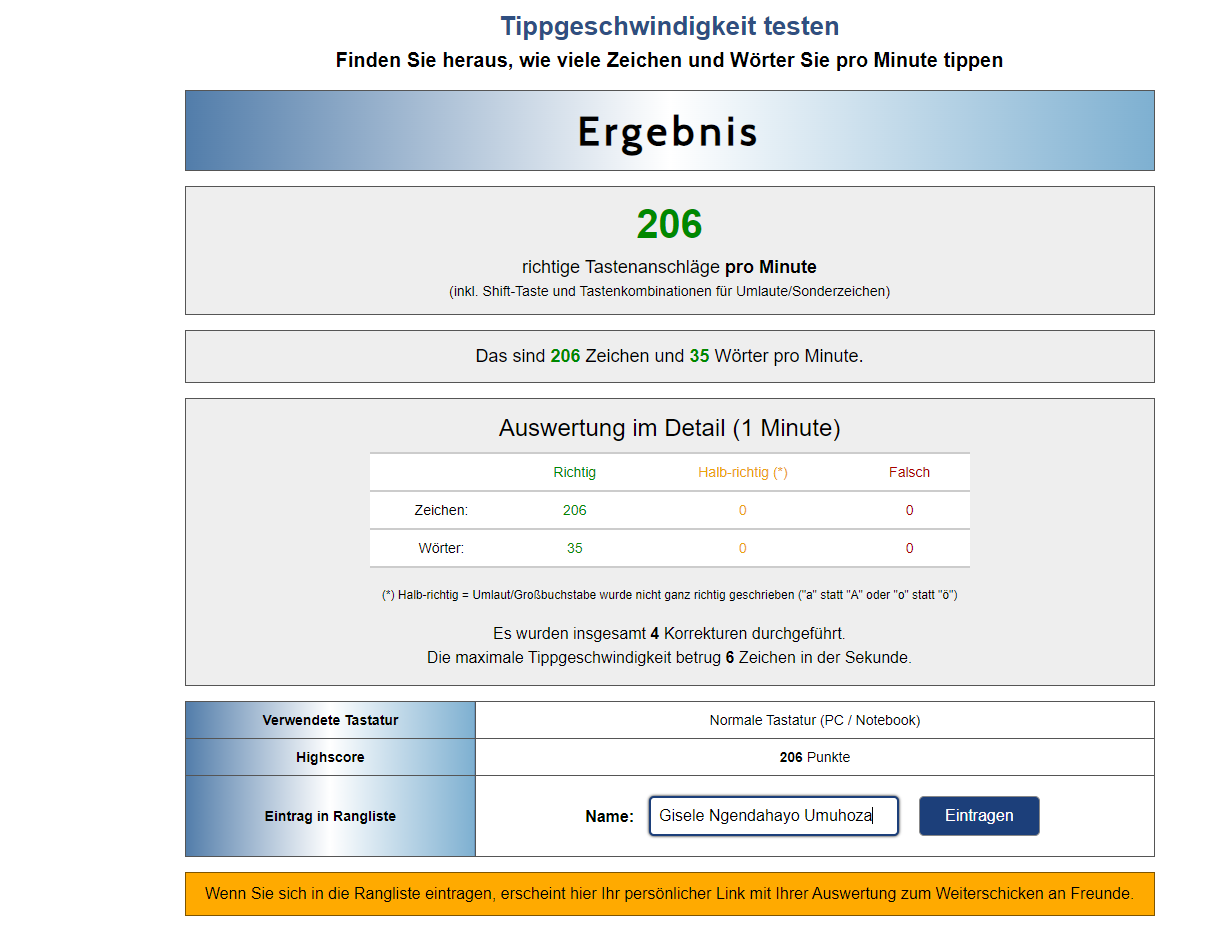 Tippgeschwindigkeit testen
Finden Sie heraus, wie viele Zeichen und Wörter Sie pro Minute tippen
Ergebnis
206
richtige Tastenanschläge pro Minute
(inkl. Shift-Taste und Tastenkombinationen für Umlaute/Sonderzeichen)
Das sind 206 Zeichen und 35 Wörter pro Minute.
Auswertung im Detail (1 Minute)
Richtig Halb-richtig (*) Falsch
Zeichen: 206 0 0
Wörter: 35 0 0
(*) Halb-richtig = Umlaut/Großbuchstabe wurde nicht ganz richtig geschrieben ("a" statt "A" oder "o" statt "ö")
Es wurden insgesamt 4 Korrekturen durchgeführt.
Die maximale Tippgeschwindigkeit betrug 6 Zeichen in der Sekunde.
Verwendete Tastatur Normale Tastatur (PC / Notebook)
Highscore 206 Punkte
Eintrag in Rangliste Name: Gisele Ngendahayo Umuhoza Eintragen
Wenn Sie sich in die Rangliste eintragen, erscheint hier Ihr persönlicher Link mit Ihrer Auswertung zum Weiterschicken an Freunde.